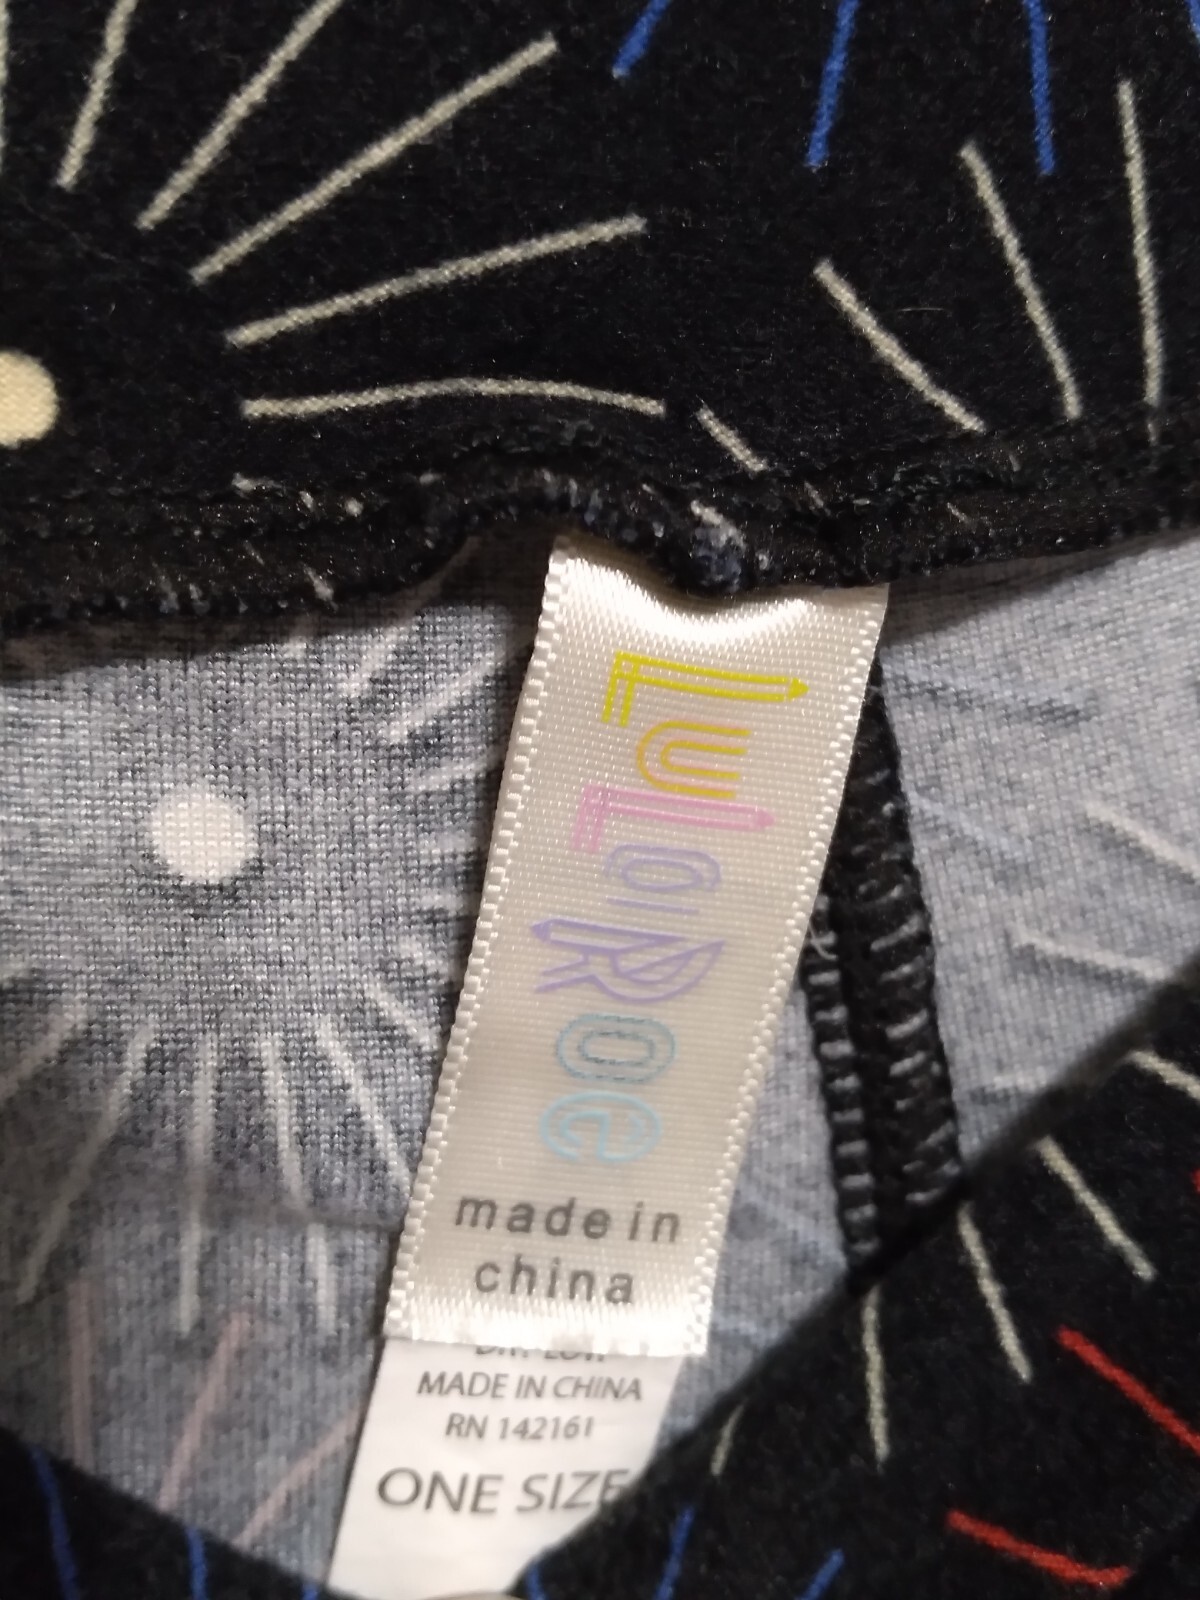 LuLaRoe
made in
china
MADE IN CHINA
RN 142161
ONE SIZE